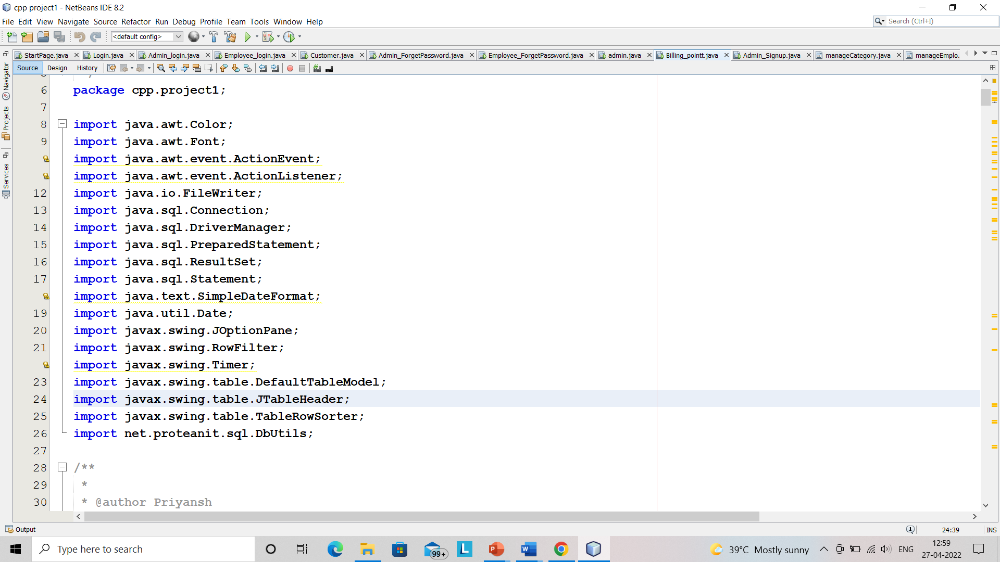 cpp project1 - NetBeans IDE 8.2
File Edit View Navigate Source Refactor Run Debug Profile Team Tools Window Help
Search (Ctrl+I)
<default config>
StartPage.java Login.java Admin_login.java Employee_login.java Customer.java Admin_ForgetPassword.java Employee_ForgetPassword.java admin.java Billing_pointt.java Admin_Signup.java manageCategory.java manageEmplo.
Source Design History
Navigator
Projects
Services
6 package cpp.project1;
7
8 import java.awt.Color;
9 import java.awt.Font;
import java.awt.event.ActionEvent;
import java.awt.event.ActionListener;
12 import java.io.FileWriter;
13 import java.sql.Connection;
14 import java.sql.DriverManager;
15 import java.sql.PreparedStatement;
16 import java.sql.ResultSet;
17 import java.sql.Statement;
import java.text.SimpleDateFormat;
19 import java.util.Date;
20 import javax.swing.JOptionPane;
21 import javax.swing.RowFilter;
import javax.swing.Timer;
23 import javax.swing.table.DefaultTableModel;
24 import javax.swing.table.JTableHeader;
25 import javax.swing.table.TableRowSorter;
26 import net.proteanit.sql.DbUtils;
27
28 /**
29 *
30 * @author Priyansh
Output
1 24:39 INS
Type here to search
99+
L
P
W
39°C Mostly sunny
ENG
12:59
27-04-2022